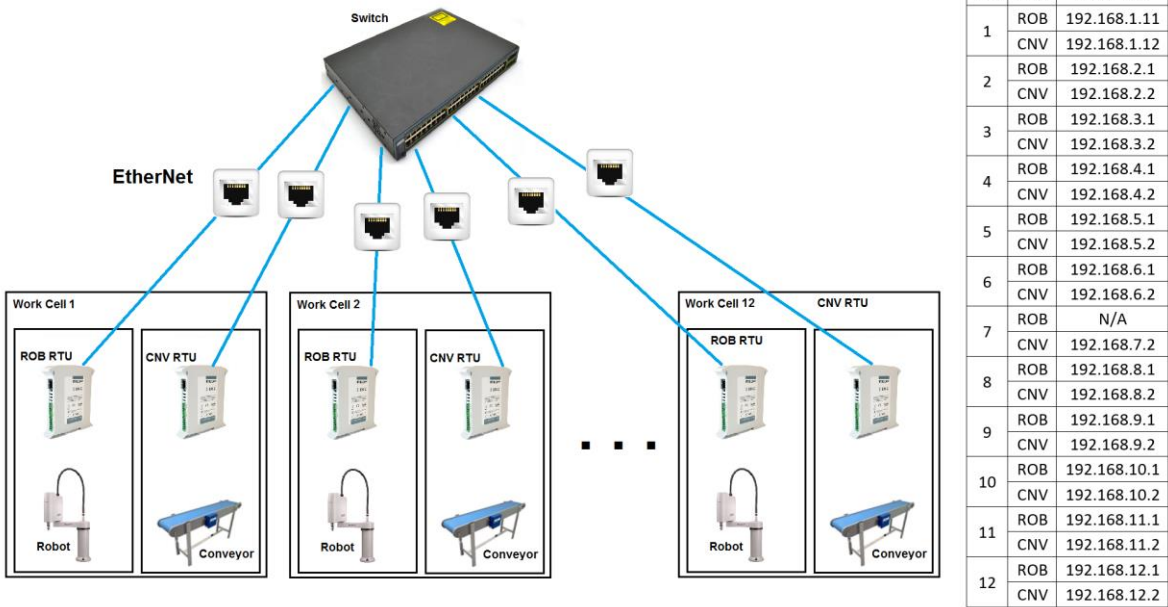 Switch
EtherNet
Work Cell 1
ROB RTU
CNV RTU
Robot
Conveyor
Work Cell 2
ROB RTU
CNV RTU
Robot
Conveyor
. . .
Work Cell 12
CNV RTU
ROB RTU
Robot
Conveyor
1 ROB 192.168.1.11
CNV 192.168.1.12
2 ROB 192.168.2.1
CNV 192.168.2.2
3 ROB 192.168.3.1
CNV 192.168.3.2
4 ROB 192.168.4.1
CNV 192.168.4.2
5 ROB 192.168.5.1
CNV 192.168.5.2
6 ROB 192.168.6.1
CNV 192.168.6.2
7 ROB N/A
CNV 192.168.7.2
8 ROB 192.168.8.1
CNV 192.168.8.2
9 ROB 192.168.9.1
CNV 192.168.9.2
10 ROB 192.168.10.1
CNV 192.168.10.2
11 ROB 192.168.11.1
CNV 192.168.11.2
12 ROB 192.168.12.1
CNV 192.168.12.2